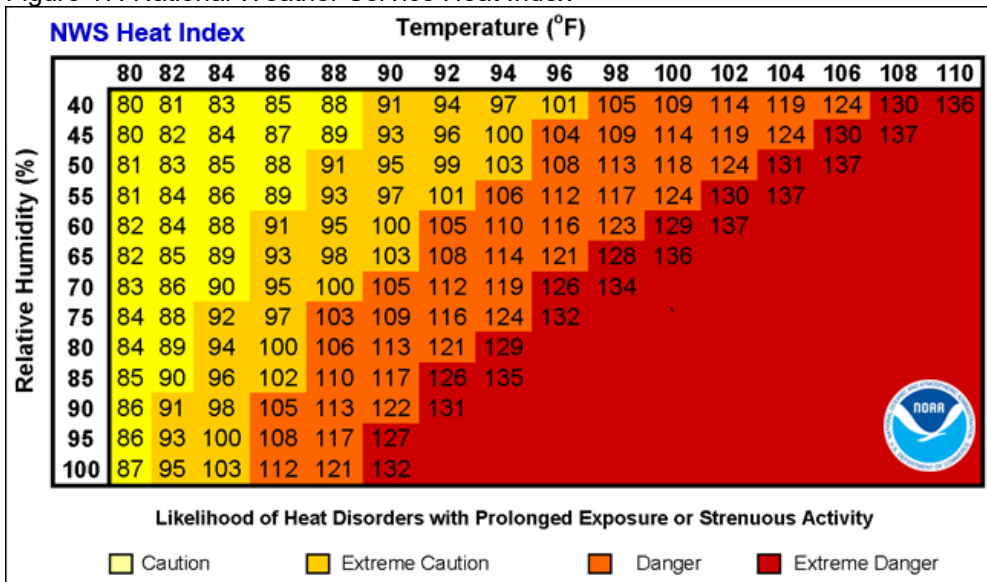 NWS Heat Index Temperature (°F)
80 82 84 86 88 90 92 94 96 98 100 102 104 106 108 110
Relative Humidity (%)
40 80 81 83 85 88 91 94 97 101 105 109 114 119 124 130 136
45 80 82 84 87 89 93 96 100 104 109 114 119 124 130 137
50 81 83 85 88 91 95 99 103 108 113 118 124 131 137
55 81 84 86 89 93 97 101 106 112 117 124 130 137
60 82 84 88 91 95 100 105 110 116 123 129 137
65 82 85 89 93 98 103 108 114 121 128 136
70 83 86 90 95 100 105 112 119 126 134
75 84 88 92 97 103 109 116 124 132
80 84 89 94 100 106 113 121 129
85 85 90 96 102 110 117 126 135
90 86 91 98 105 113 122 131
95 86 93 100 108 117 127
100 87 95 103 112 121 132
NOAA
Likelihood of Heat Disorders with Prolonged Exposure or Strenuous Activity
Caution Extreme Caution Danger Extreme Danger